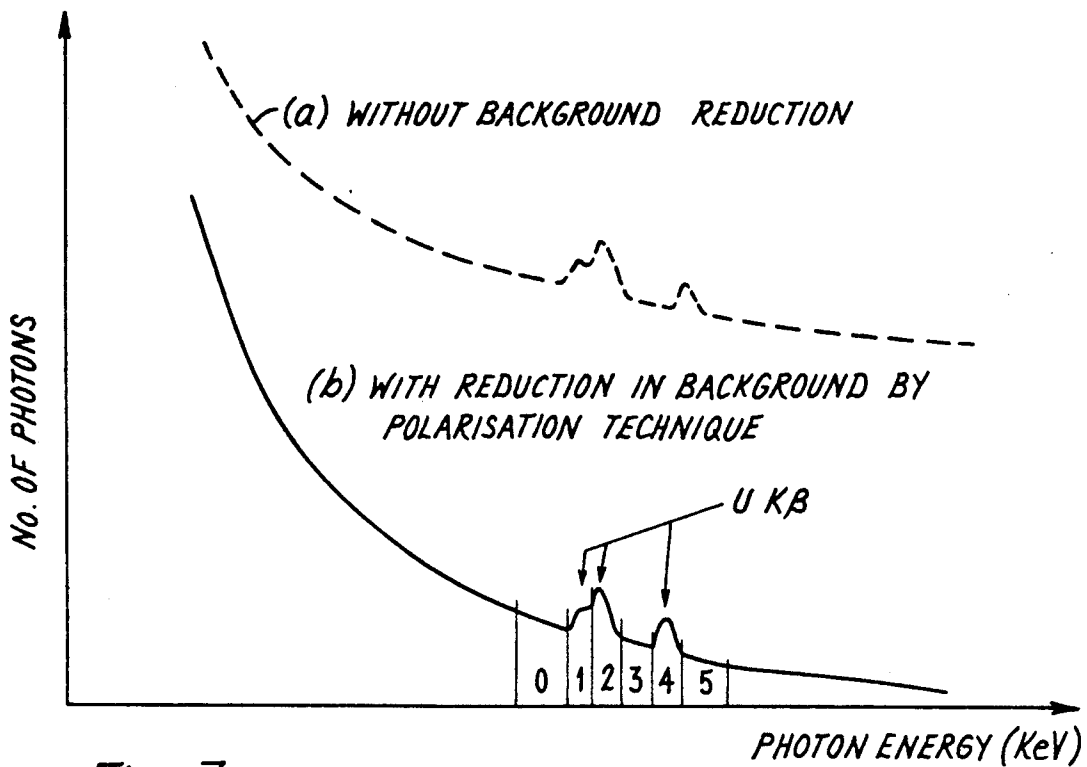 (a) WITHOUT BACKGROUND REDUCTION
No. OF PHOTONS
(b) WITH REDUCTION IN BACKGROUND BY
POLARISATION TECHNIQUE
U Kβ
0 1 2 3 4 5
PHOTON ENERGY (KeV)